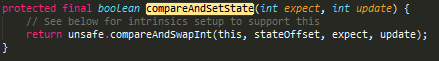 protected final boolean compareAndSetState(int expect, int update) {
// See below for intrinsics setup to support this
return unsafe.compareAndSwapInt(this, stateOffset, expect, update);
}